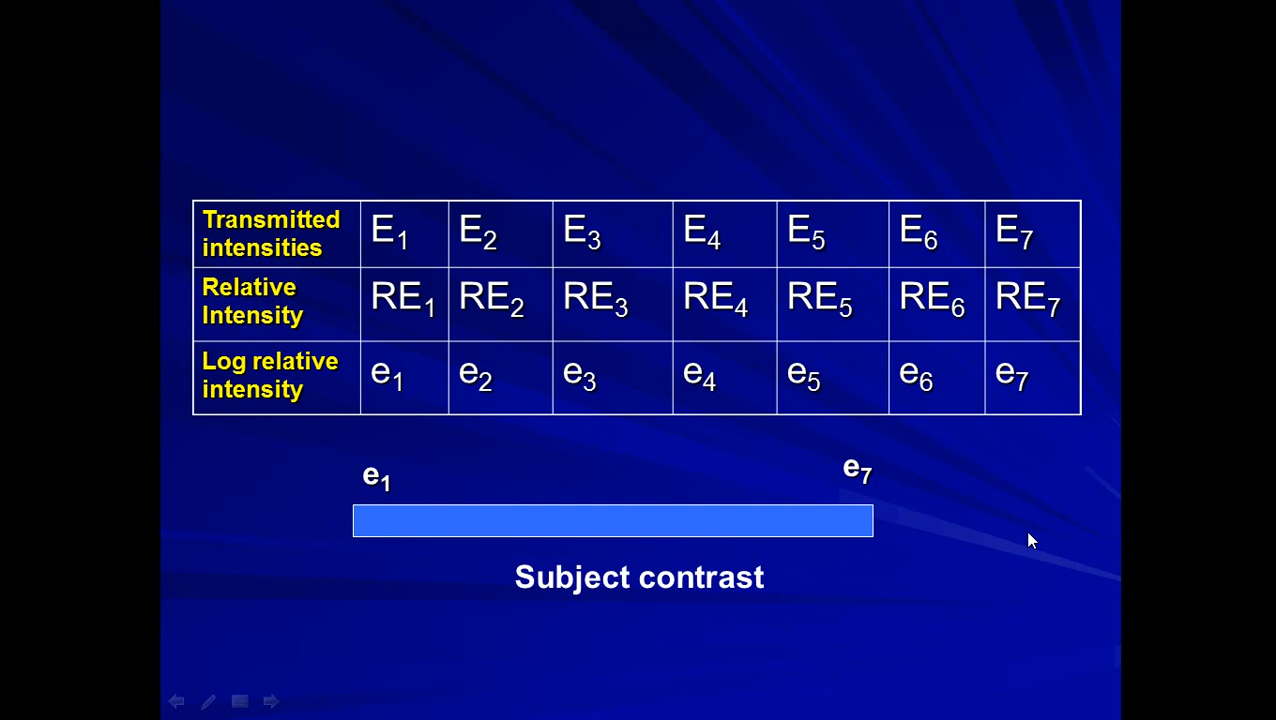 Transmitted E₁ E₂ E₃ E₄ E₅ E₆ E₇
intensities
Relative RE₁ RE₂ RE₃ RE₄ RE₅ RE₆ RE₇
Intensity
Log relative e₁ e₂ e₃ e₄ e₅ e₆ e₇
intensity
e₁ e₇
Subject contrast